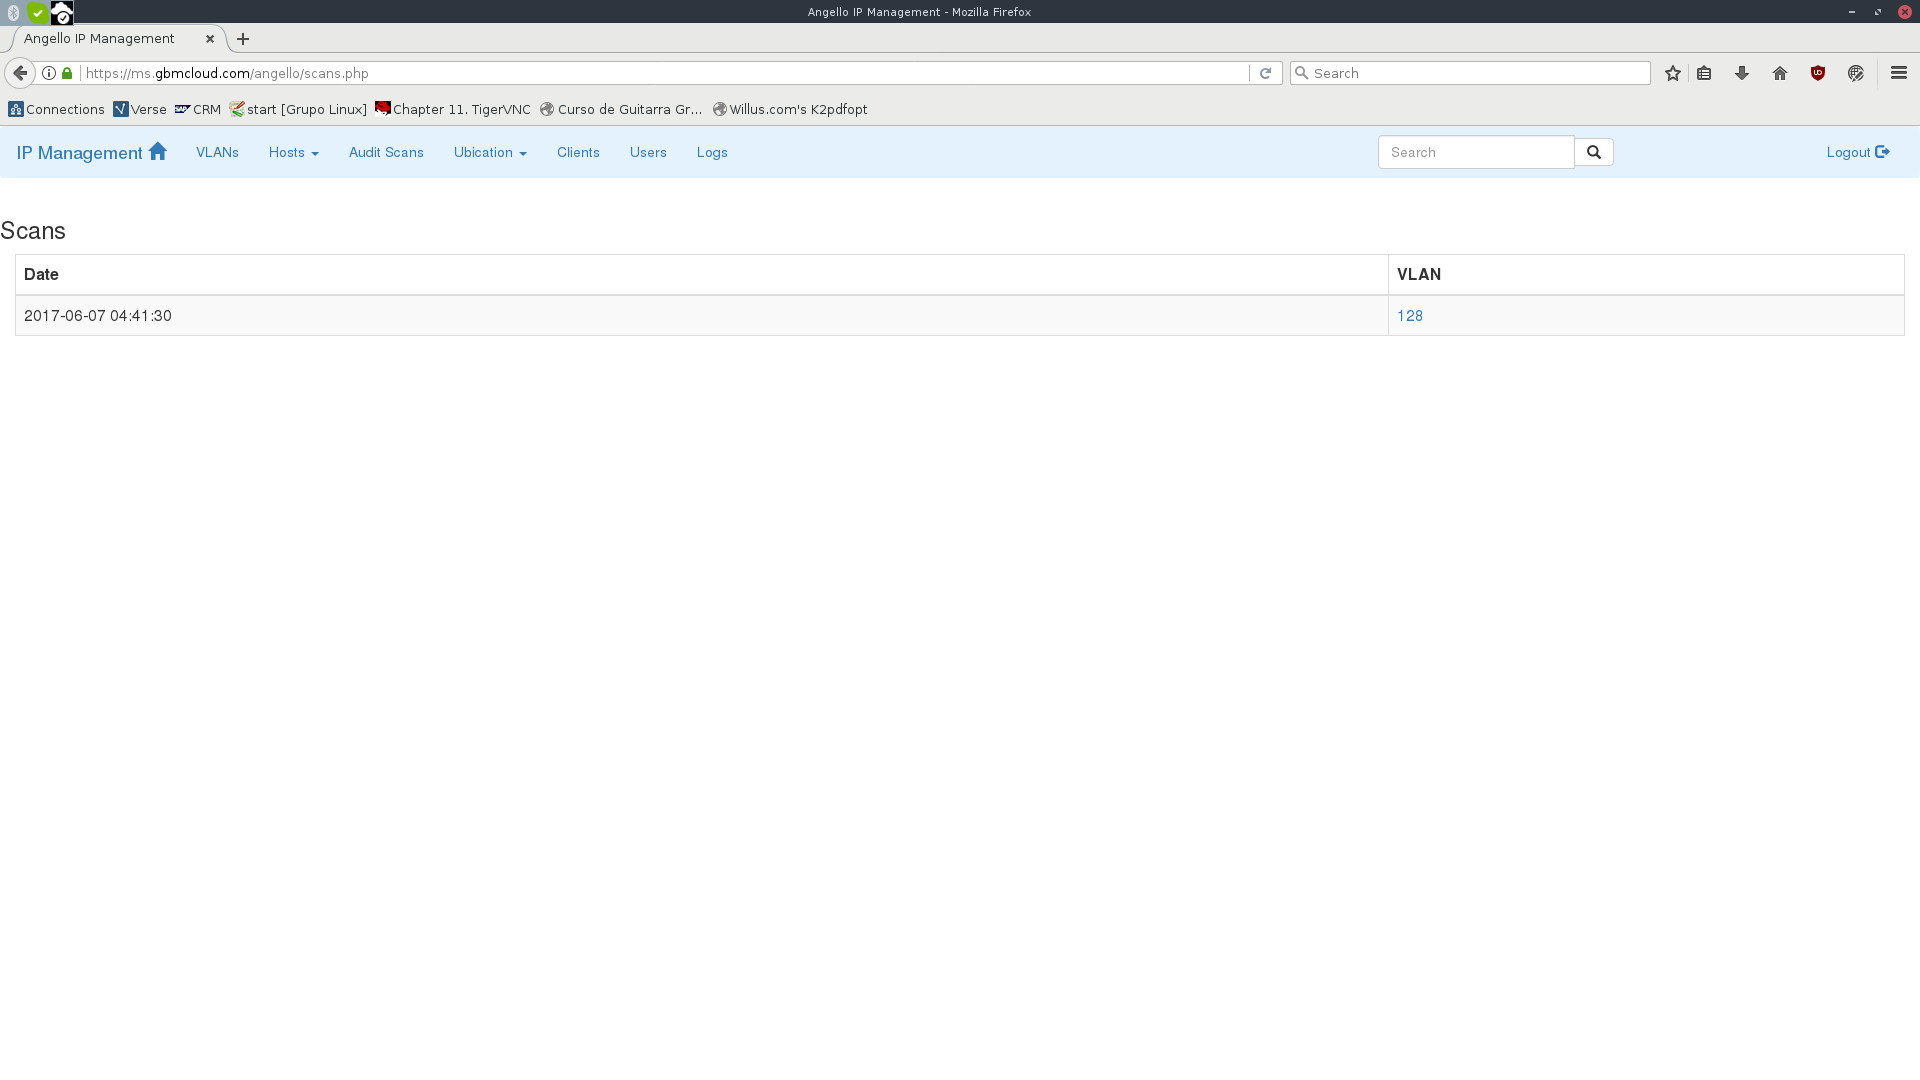 Angello IP Management - Mozilla Firefox
Angello IP Management
https://ms.gbmcloud.com/angello/scans.php
Search
Connections Verse CRM start [Grupo Linux] Chapter 11. TigerVNC Curso de Guitarra Gr... Willus.com's K2pdfopt
IP Management VLANs Hosts Audit Scans Ubication Clients Users Logs Search Logout
Scans
Date VLAN
2017-06-07 04:41:30 128